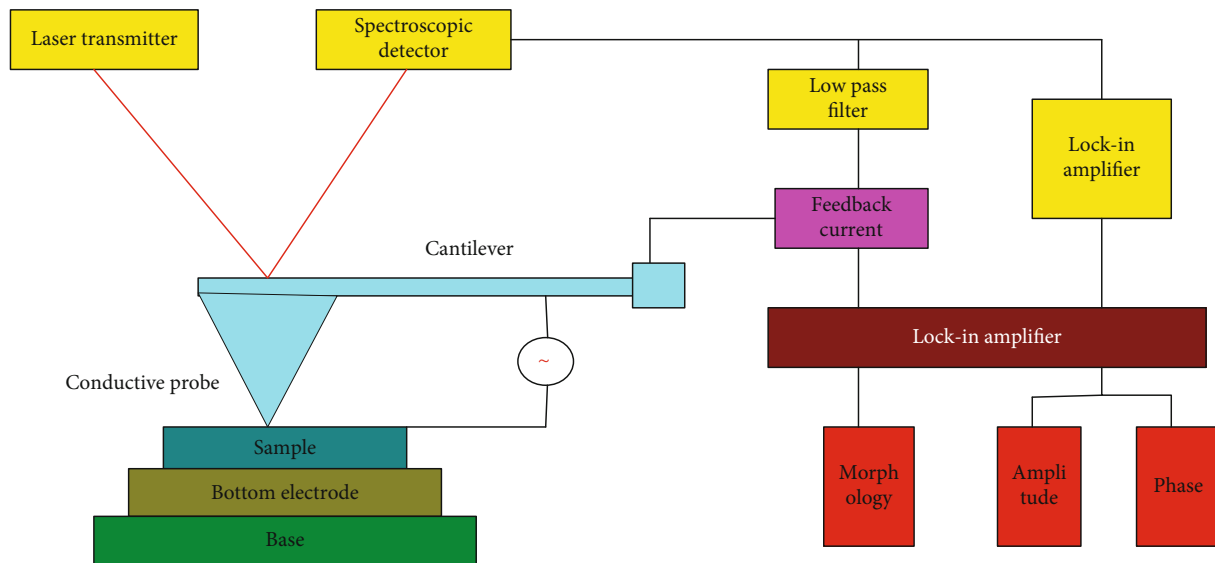 Laser transmitter
Spectroscopic
detector
Low pass
filter
Lock-in
amplifier
Feedback
current
Cantilever
Lock-in amplifier
Conductive probe
~
Sample
Bottom electrode
Base
Morph
ology
Ampli
tude
Phase